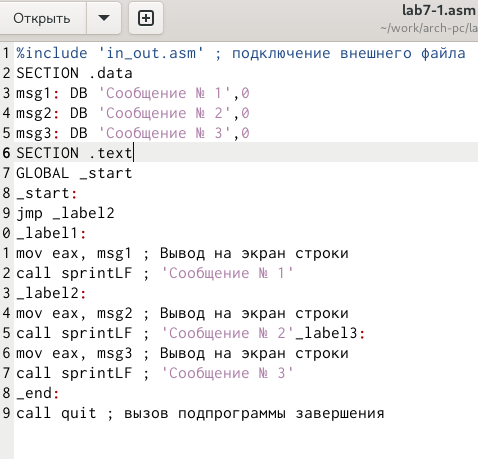 Открыть
lab7-1.asm
~/work/arch-pc/la
1 %include 'in_out.asm' ; подключение внешнего файла
2 SECTION .data
3 msg1: DB 'Сообщение № 1',0
4 msg2: DB 'Сообщение № 2',0
5 msg3: DB 'Сообщение № 3',0
6 SECTION .text
7 GLOBAL _start
8 _start:
9 jmp _label2
0 _label1:
1 mov eax, msg1 ; Вывод на экран строки
2 call sprintLF ; 'Сообщение № 1'
3 _label2:
4 mov eax, msg2 ; Вывод на экран строки
5 call sprintLF ; 'Сообщение № 2'_label3:
6 mov eax, msg3 ; Вывод на экран строки
7 call sprintLF ; 'Сообщение № 3'
8 _end:
9 call quit ; вызов подпрограммы завершения